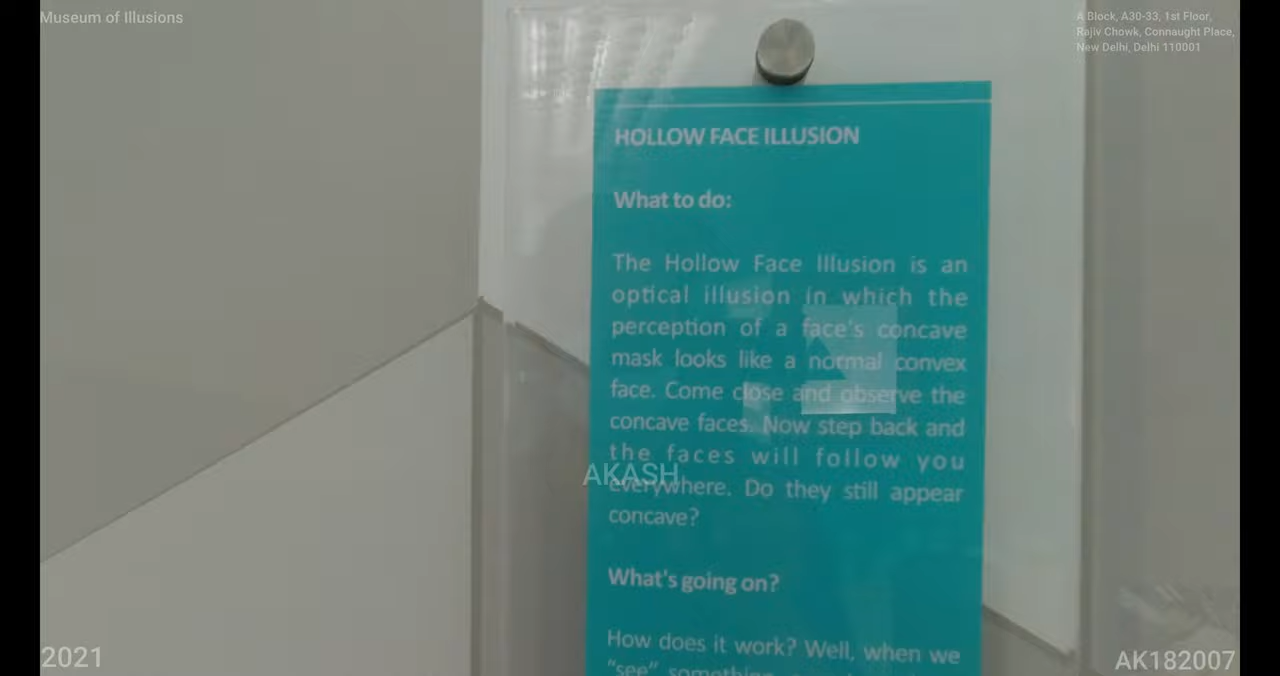 Museum of Illusions
A Block, A30-33, 1st Floor,
Rajiv Chowk, Connaught Place,
New Delhi, Delhi 110001
HOLLOW FACE ILLUSION
What to do:
The Hollow Face Illusion is an
optical illusion in which the
perception of a face's concave
mask looks like a normal convex
face. Come close and observe the
concave faces. Now step back and
the faces will follow you
AKASH
everywhere. Do they still appear
concave?
What's going on?
How does it work? Well, when we
"see" something
2021
AK182007